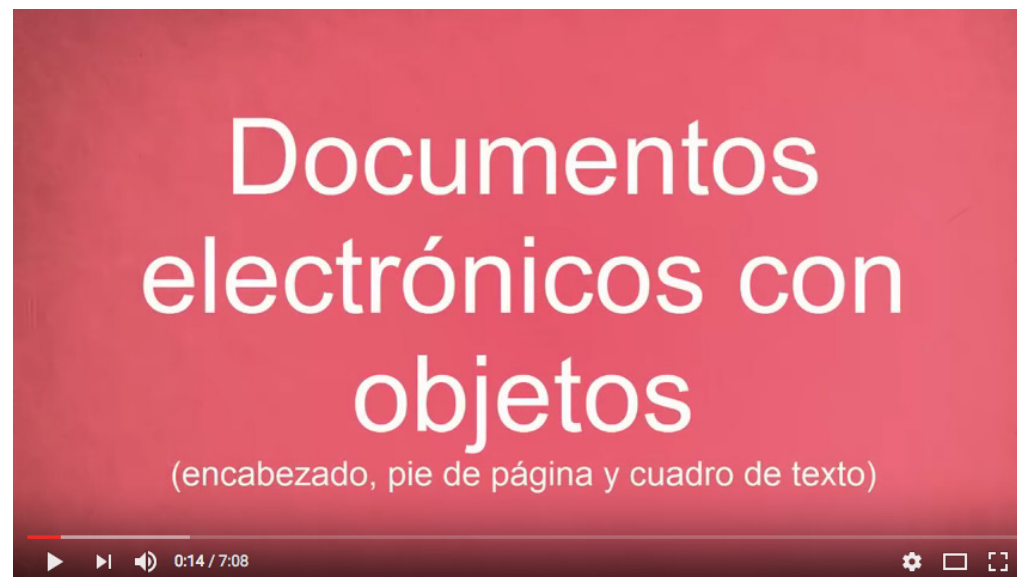 Documentos
electrónicos con
objetos
(encabezado, pie de página y cuadro de texto)
0:14 / 7:08